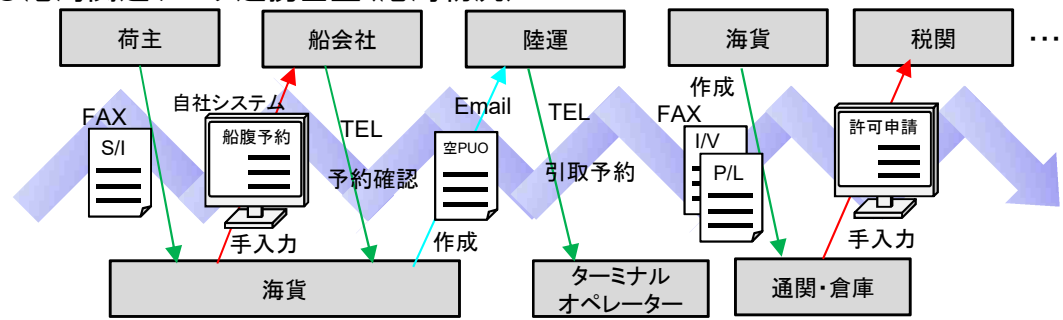 荷主
船会社
陸運
海貨
税関
…
FAX
S/I
自社システム
船腹予約
手入力
TEL
予約確認
Email
空PUO
作成
TEL
引取予約
FAX
作成
I/V
P/L
許可申請
手入力
海貨
ターミナル
オペレーター
通関・倉庫